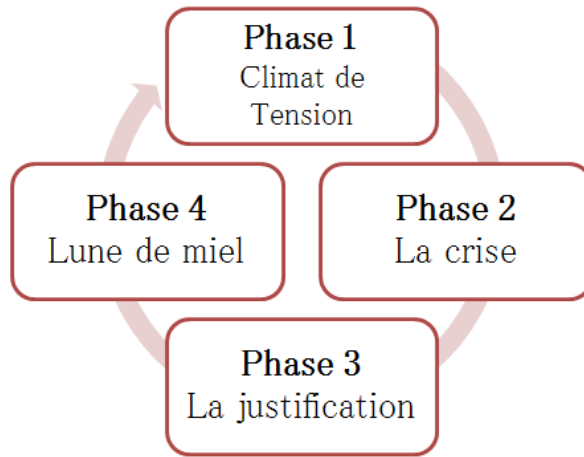 Phase 1
Climat de
Tension
Phase 2
La crise
Phase 3
La justification
Phase 4
Lune de miel